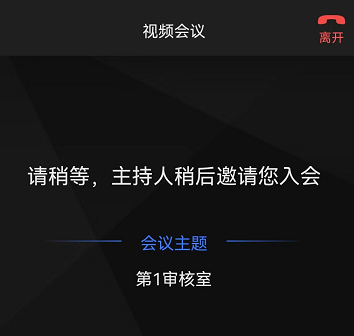 视频会议
离开
请稍等，主持人稍后邀请您入会
会议主题
第1审核室